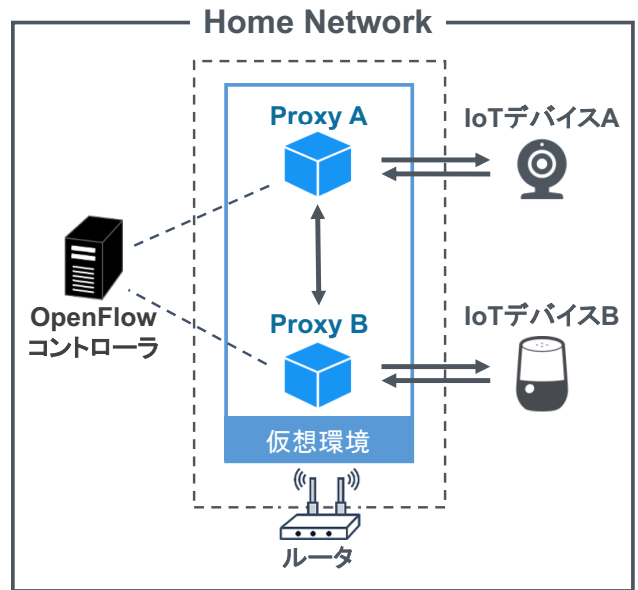 Home Network
Proxy A
IoTデバイスA
OpenFlow
コントローラ
Proxy B
IoTデバイスB
仮想環境
ルータ